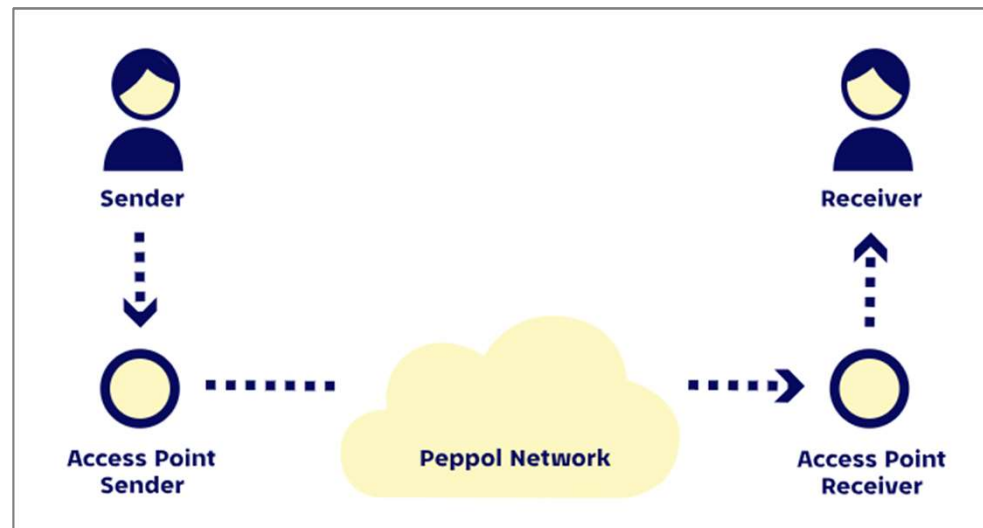 Sender
Receiver
Access Point
Sender
Peppol Network
Access Point
Receiver